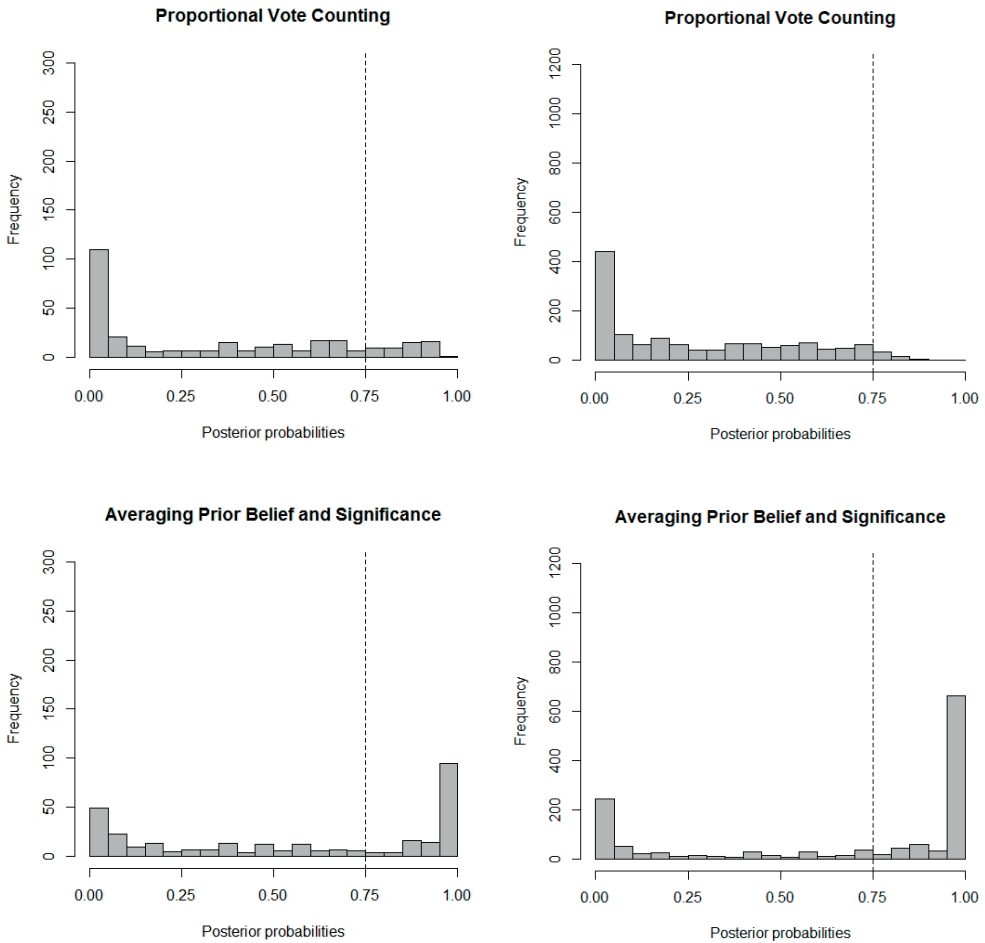 Proportional Vote Counting
Frequency
0 50 100 150 200 250 300
0.00 0.25 0.50 0.75 1.00
Posterior probabilities
Proportional Vote Counting
Frequency
0 200 400 600 800 1000 1200
0.00 0.25 0.50 0.75 1.00
Posterior probabilities
Averaging Prior Belief and Significance
Frequency
0 50 100 150 200 250 300
0.00 0.25 0.50 0.75 1.00
Posterior probabilities
Averaging Prior Belief and Significance
Frequency
0 200 400 600 800 1000 1200
0.00 0.25 0.50 0.75 1.00
Posterior probabilities